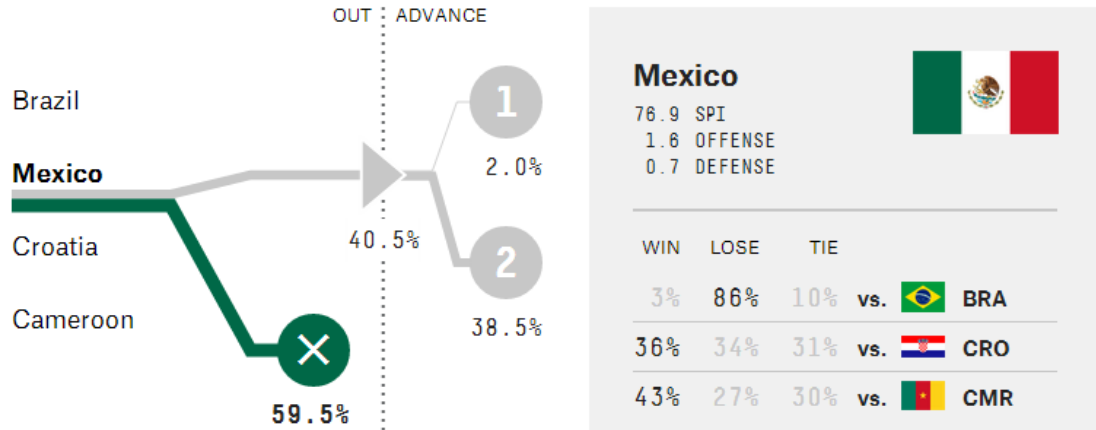 OUT ADVANCE
Brazil
Mexico
Croatia
Cameroon
1
2.0%
40.5%
2
38.5%
59.5%
Mexico
76.9 SPI
1.6 OFFENSE
0.7 DEFENSE
WIN LOSE TIE
3% 86% 10% vs. BRA
36% 34% 31% vs. CRO
43% 27% 30% vs. CMR